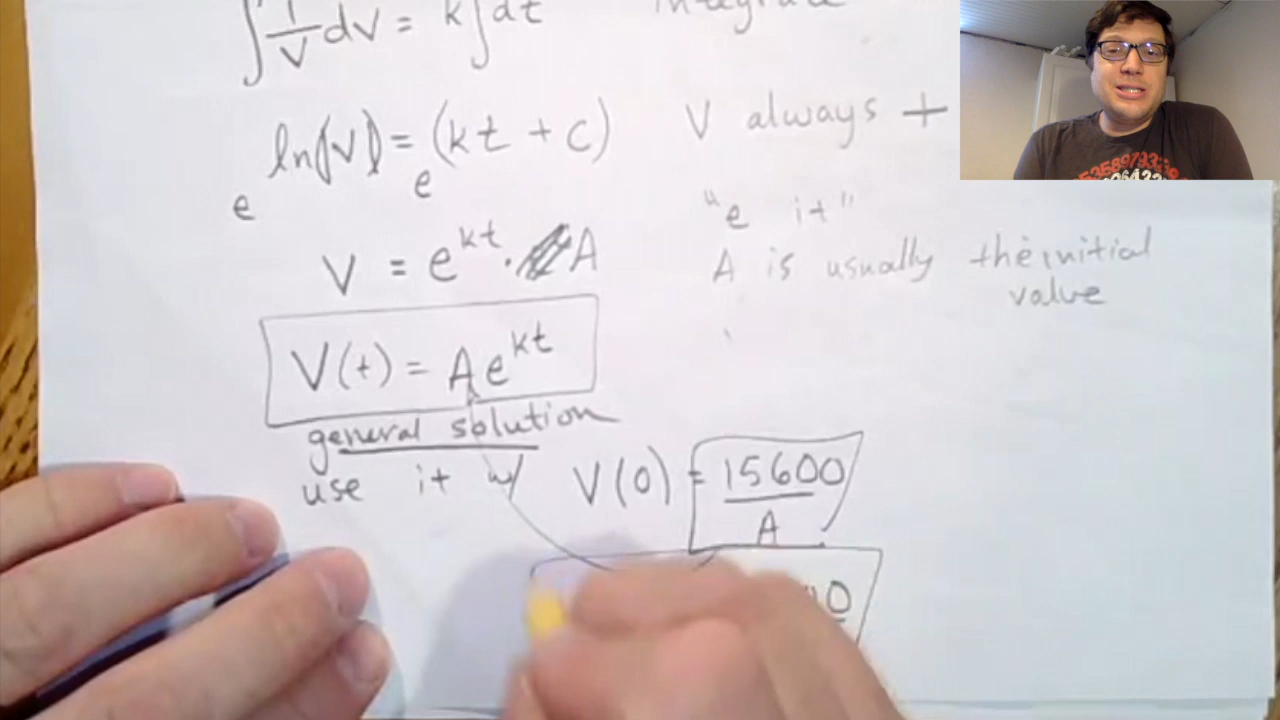 ∫ 1/V dV = k∫dt integrate
e ln|V| = e (kt + c) V always +
"e it"
V = e^kt · A A is usually the initial value
V(t) = Ae^kt
general solution
use it w/ V(0) = 15600
A